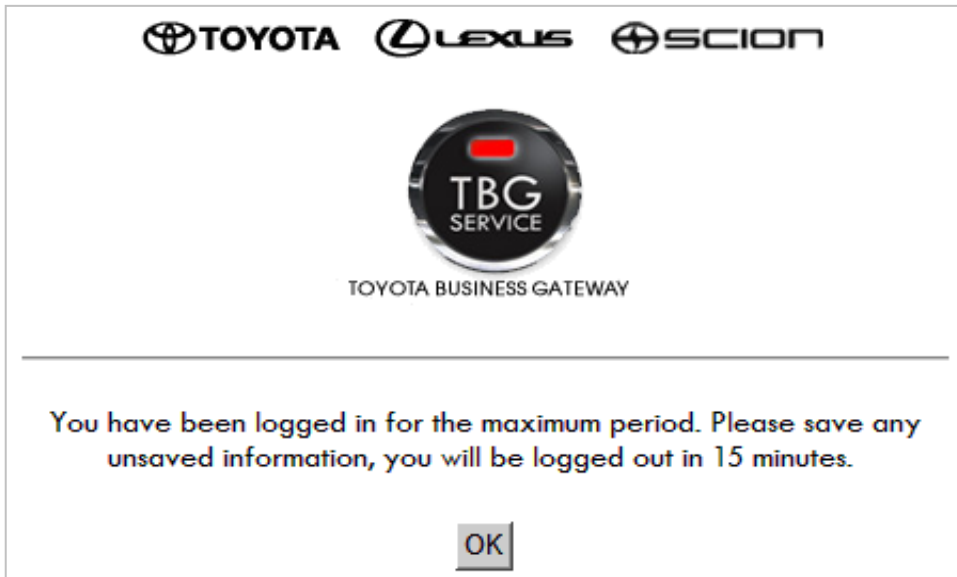 TOYOTA LEXUS SCION
TBG
SERVICE
TOYOTA BUSINESS GATEWAY
You have been logged in for the maximum period. Please save any
unsaved information, you will be logged out in 15 minutes.
OK